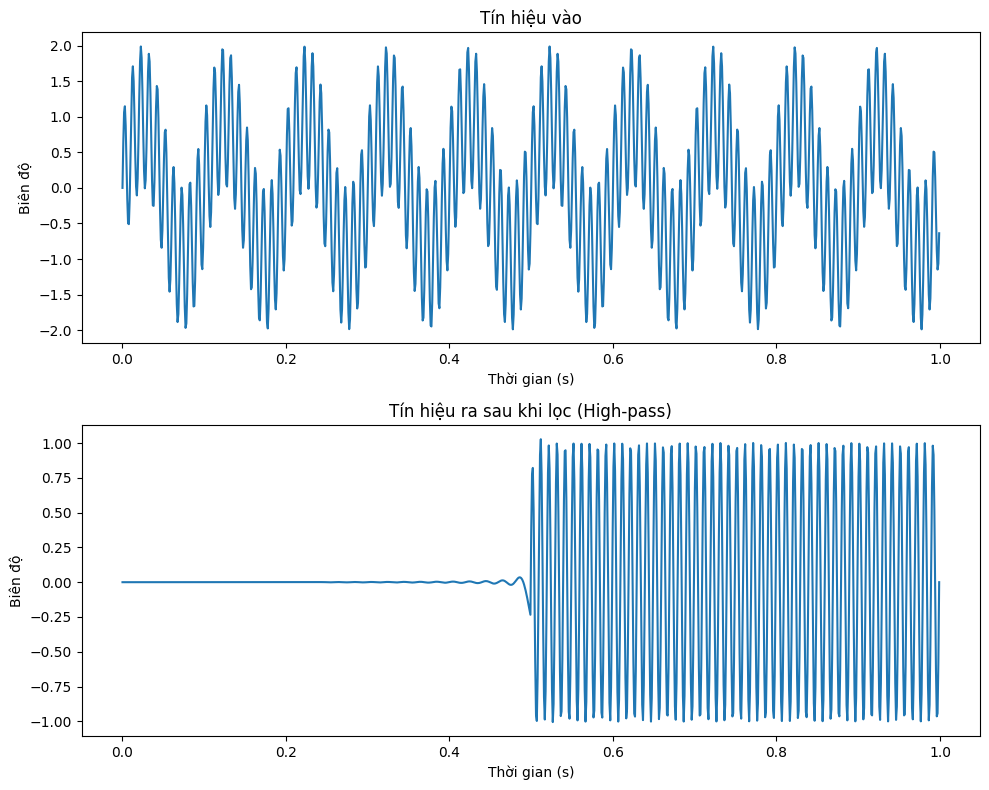 Tín hiệu vào
2.0
1.5
1.0
0.5
0.0
−0.5
−1.0
−1.5
−2.0
Biên độ
0.0 0.2 0.4 0.6 0.8 1.0
Thời gian (s)
Tín hiệu ra sau khi lọc (High-pass)
1.00
0.75
0.50
0.25
0.00
−0.25
−0.50
−0.75
−1.00
Biên độ
0.0 0.2 0.4 0.6 0.8 1.0
Thời gian (s)